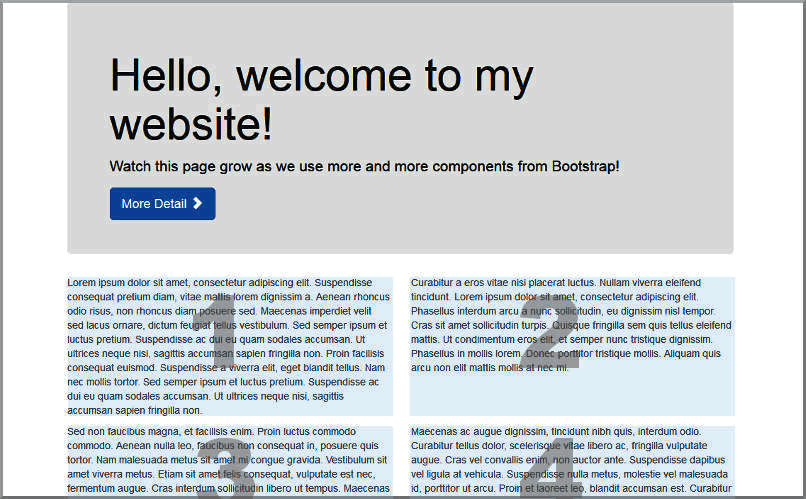 Hello, welcome to my
website!
Watch this page grow as we use more and more components from Bootstrap!
More Detail
Lorem ipsum dolor sit amet, consectetur adipiscing elit. Suspendisse
consequat pretium diam, vitae mattis lorem dignissim a. Aenean rhoncus
odio risus, non rhoncus diam posuere sed. Maecenas imperdiet velit
sed lacus ornare, dictum feugiat tellus vestibulum. Sed semper ipsum et
luctus pretium. Suspendisse ac dui eu quam sodales accumsan. Ut
ultrices neque nisi, sagittis accumsan sapien fringilla non. Proin facilisis
consequat euismod. Suspendisse a viverra elit, eget blandit tellus. Nam
nec mollis tortor. Sed semper ipsum et luctus pretium. Suspendisse ac
dui eu quam sodales accumsan. Ut ultrices neque nisi, sagittis
accumsan sapien fringilla non.
1
Curabitur a eros vitae nisi placerat luctus. Nullam viverra eleifend
tincidunt. Lorem ipsum dolor sit amet, consectetur adipiscing elit.
Phasellus interdum arcu a nunc sollicitudin, eu dignissim nisl tempor.
Cras sit amet sollicitudin turpis. Quisque fringilla sem quis tellus eleifend
mattis. Ut condimentum eros elit, et semper nunc tristique dignissim.
Phasellus in mollis lorem. Donec porttitor tristique mollis. Aliquam quis
arcu non elit mattis mollis at nec mi.
2
Sed non faucibus magna, et facilisis enim. Proin luctus commodo
commodo. Aenean nulla leo, faucibus non consequat in, posuere quis
tortor. Nam malesuada metus sit amet mi congue gravida. Vestibulum sit
amet viverra metus. Etiam sit amet felis consequat, vulputate est nec,
fermentum augue. Cras interdum sollicitudin libero ut tempus. Maecenas
3
Maecenas ac augue dignissim, tincidunt nibh quis, interdum odio.
Curabitur tellus dolor, scelerisque vitae libero ac, fringilla vulputate
augue. Cras vel convallis enim, non auctor ante. Suspendisse dapibus
vel ligula at vehicula. Suspendisse nulla metus, molestie vel malesuada
id, porttitor ut arcu. Proin et laoreet leo, blandit accumsan est. Curabitur
4